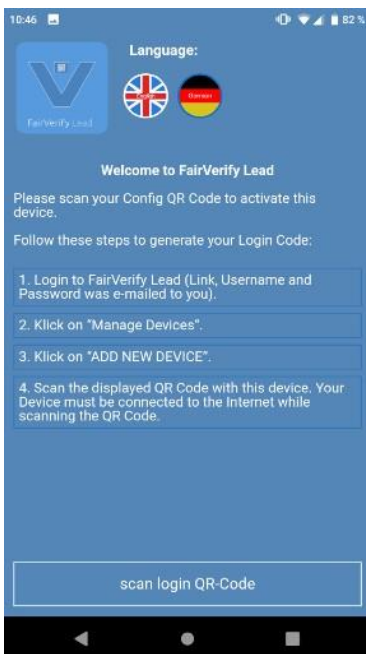 10:46 82 %
Language:
English German
FairVerify Lead
Welcome to FairVerify Lead
Please scan your Config QR Code to activate this
device.
Follow these steps to generate your Login Code:
1. Login to FairVerify Lead (Link, Username and
Password was e-mailed to you).
2. Klick on "Manage Devices".
3. Klick on "ADD NEW DEVICE".
4. Scan the displayed QR Code with this device. Your
Device must be connected to the Internet while
scanning the QR Code.
scan login QR-Code